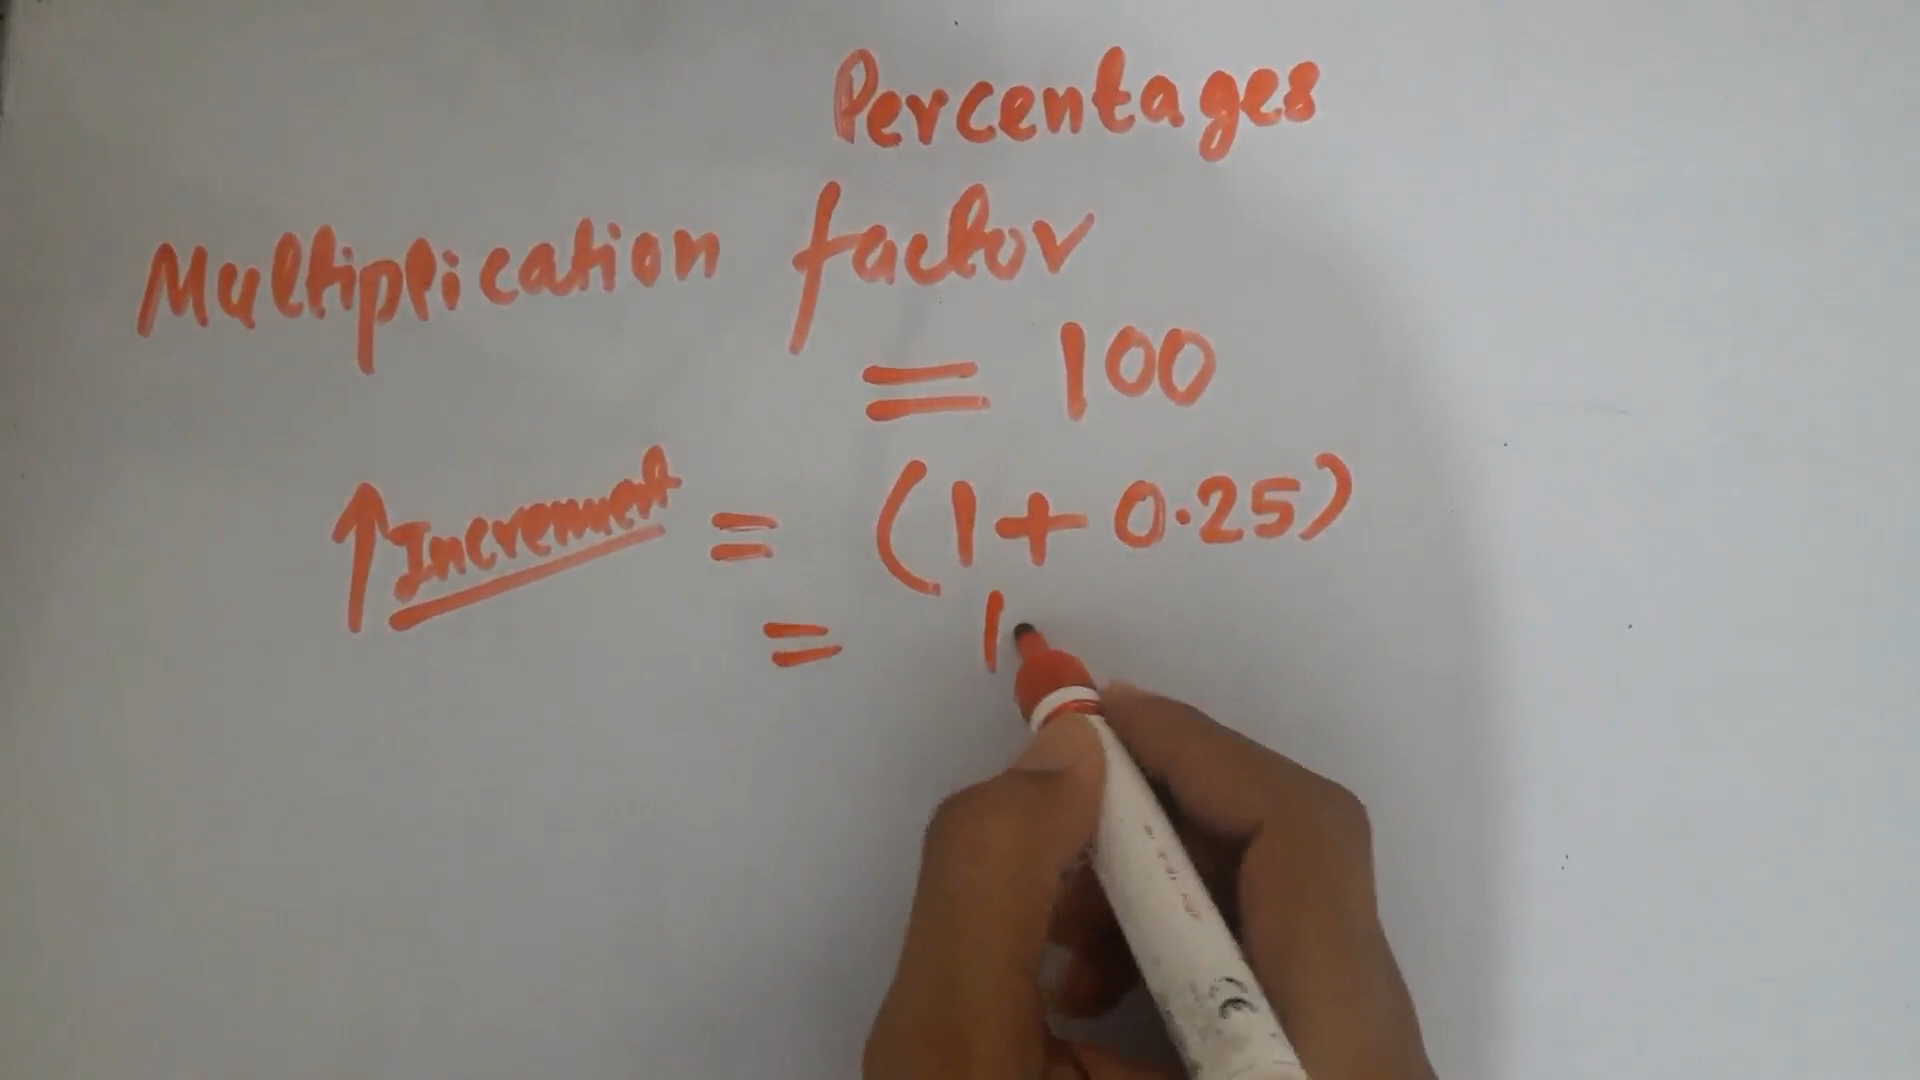 Percentages
Multiplication factor
= 100
↑ Increment = (1 + 0.25)
= 1